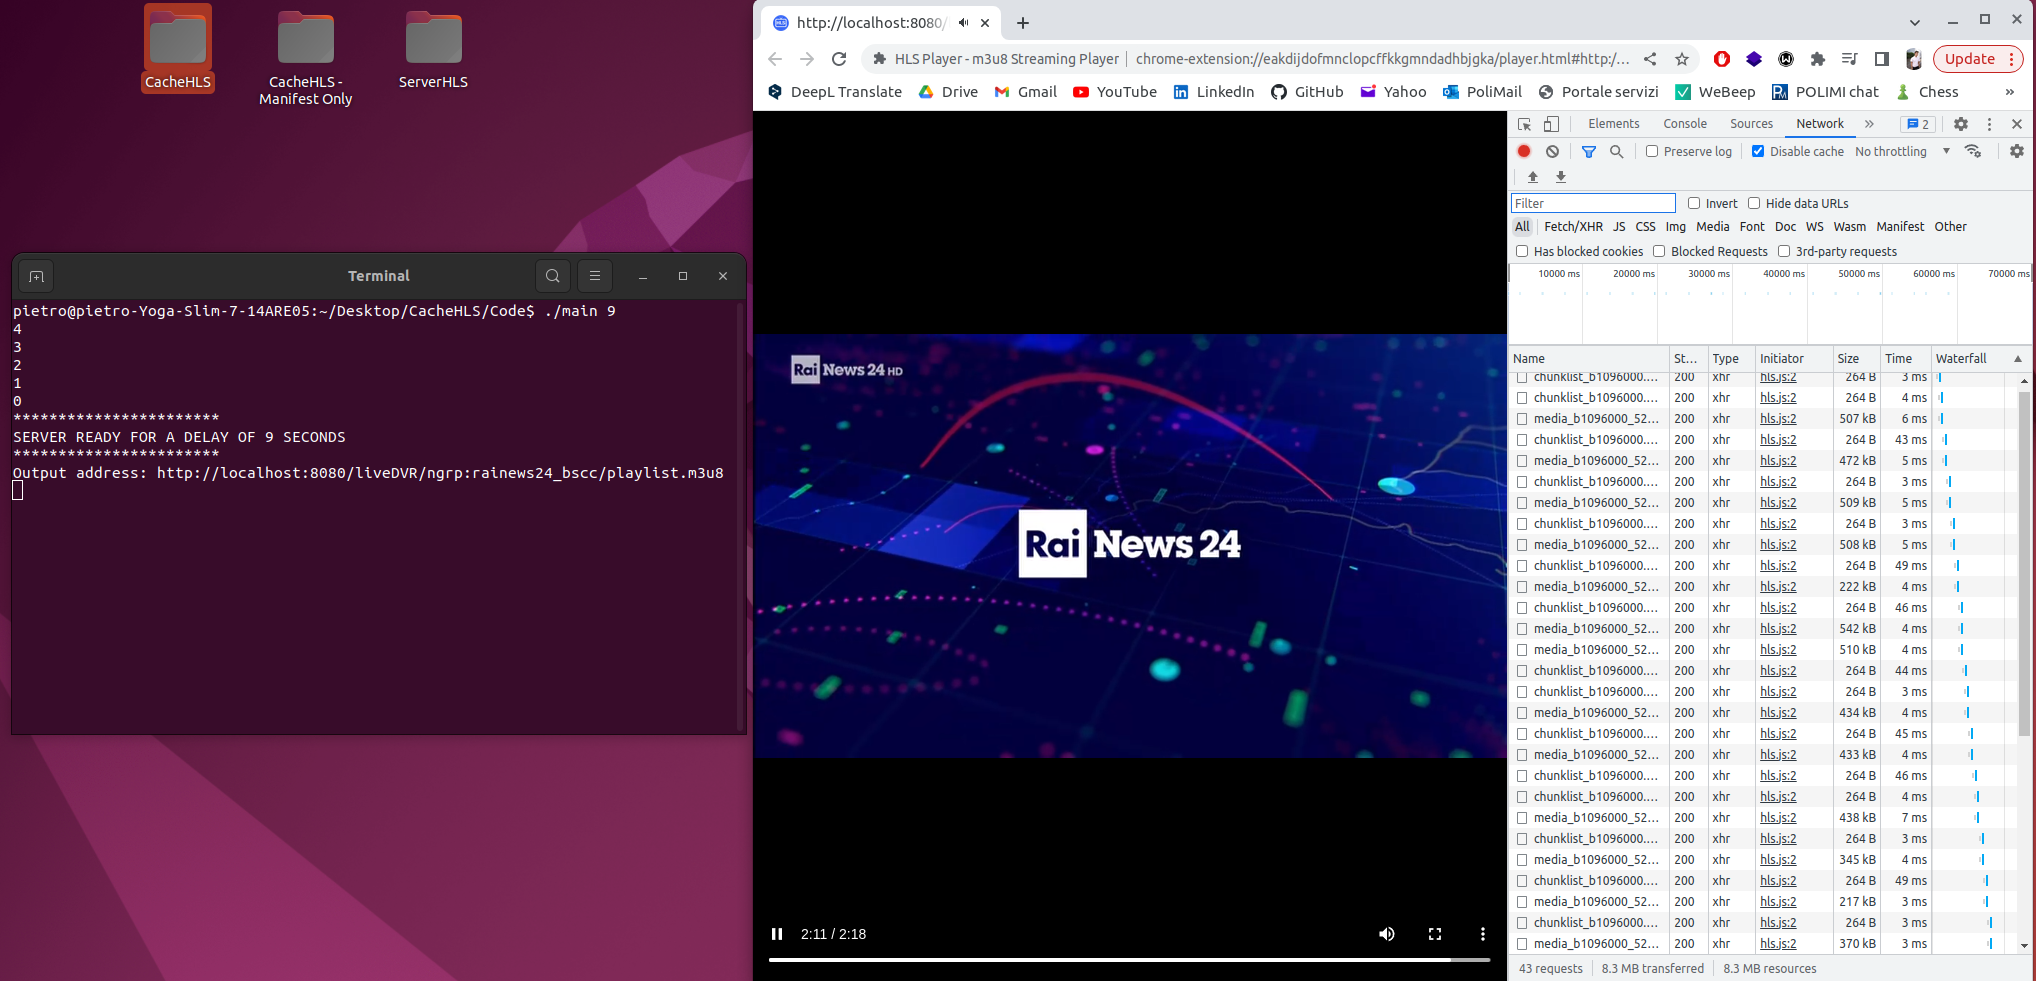 CacheHLS
CacheHLS -
Manifest Only
ServerHLS
Terminal
pietro@pietro-Yoga-Slim-7-14ARE05:~/Desktop/CacheHLS/Code$ ./main 9
4
3
2
1
0
***********************
SERVER READY FOR A DELAY OF 9 SECONDS
***********************
Output address: http://localhost:8080/liveDVR/ngrp:rainews24_bscc/playlist.m3u8
http://localhost:8080/
HLS Player - m3u8 Streaming Player
chrome-extension://eakdijdofmnclopcffkkgmndadhbjgka/player.html#http:/...
Update
DeepL Translate Drive Gmail YouTube LinkedIn GitHub Yahoo PoliMail Portale servizi WeBeep POLIMI chat Chess »
Rai News 24 HD
Rai News 24
2:11 / 2:18
Elements Console Sources Network » 2
Preserve log Disable cache No throttling
Filter Invert Hide data URLs
All Fetch/XHR JS CSS Img Media Font Doc WS Wasm Manifest Other
Has blocked cookies Blocked Requests 3rd-party requests
10000 ms 20000 ms 30000 ms 40000 ms 50000 ms 60000 ms 70000 ms
Name St... Type Initiator Size Time Waterfall
chunklist_b1096000.... 200 xhr hls.js:2 264 B 3 ms
chunklist_b1096000.... 200 xhr hls.js:2 264 B 4 ms
media_b1096000_52... 200 xhr hls.js:2 507 kB 6 ms
chunklist_b1096000.... 200 xhr hls.js:2 264 B 43 ms
media_b1096000_52... 200 xhr hls.js:2 472 kB 5 ms
chunklist_b1096000.... 200 xhr hls.js:2 264 B 3 ms
media_b1096000_52... 200 xhr hls.js:2 509 kB 5 ms
chunklist_b1096000.... 200 xhr hls.js:2 264 B 3 ms
media_b1096000_52... 200 xhr hls.js:2 508 kB 5 ms
chunklist_b1096000.... 200 xhr hls.js:2 264 B 49 ms
media_b1096000_52... 200 xhr hls.js:2 222 kB 4 ms
chunklist_b1096000.... 200 xhr hls.js:2 264 B 46 ms
media_b1096000_52... 200 xhr hls.js:2 542 kB 4 ms
media_b1096000_52... 200 xhr hls.js:2 510 kB 4 ms
chunklist_b1096000.... 200 xhr hls.js:2 264 B 44 ms
chunklist_b1096000.... 200 xhr hls.js:2 264 B 3 ms
media_b1096000_52... 200 xhr hls.js:2 434 kB 4 ms
chunklist_b1096000.... 200 xhr hls.js:2 264 B 45 ms
media_b1096000_52... 200 xhr hls.js:2 433 kB 4 ms
chunklist_b1096000.... 200 xhr hls.js:2 264 B 46 ms
chunklist_b1096000.... 200 xhr hls.js:2 264 B 4 ms
media_b1096000_52... 200 xhr hls.js:2 438 kB 7 ms
chunklist_b1096000.... 200 xhr hls.js:2 264 B 3 ms
media_b1096000_52... 200 xhr hls.js:2 345 kB 4 ms
chunklist_b1096000.... 200 xhr hls.js:2 264 B 49 ms
media_b1096000_52... 200 xhr hls.js:2 217 kB 3 ms
chunklist_b1096000.... 200 xhr hls.js:2 264 B 3 ms
media_b1096000_52... 200 xhr hls.js:2 370 kB 3 ms
43 requests 8.3 MB transferred 8.3 MB resources